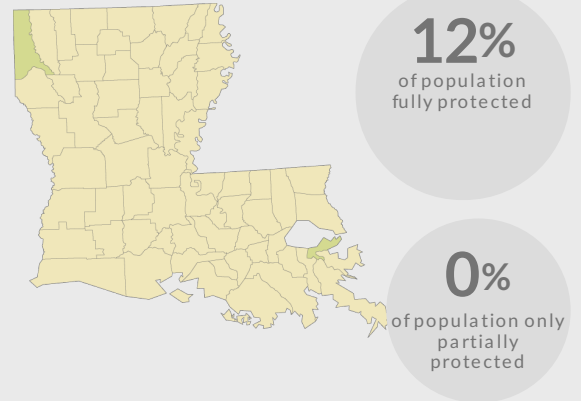 12%
of population
fully protected
0%
of population only
partially
protected